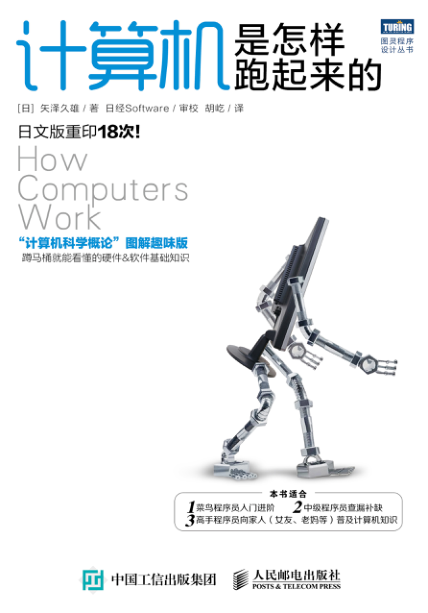 计算机是怎样跑起来的
TURING
图灵程序
设计丛书
[日] 矢泽久雄 / 著 日经Software / 审校 胡屹 / 译
日文版重印18次!
How
Computers
Work
“计算机科学概论”图解趣味版
蹲马桶就能看懂的硬件&软件基础知识
本书适合
1 菜鸟程序员入门进阶 2 中级程序员查漏补缺
3 高手程序员向家人（女友、老妈等）普及计算机知识
中国工信出版集团
人民邮电出版社
POSTS & TELECOM PRESS